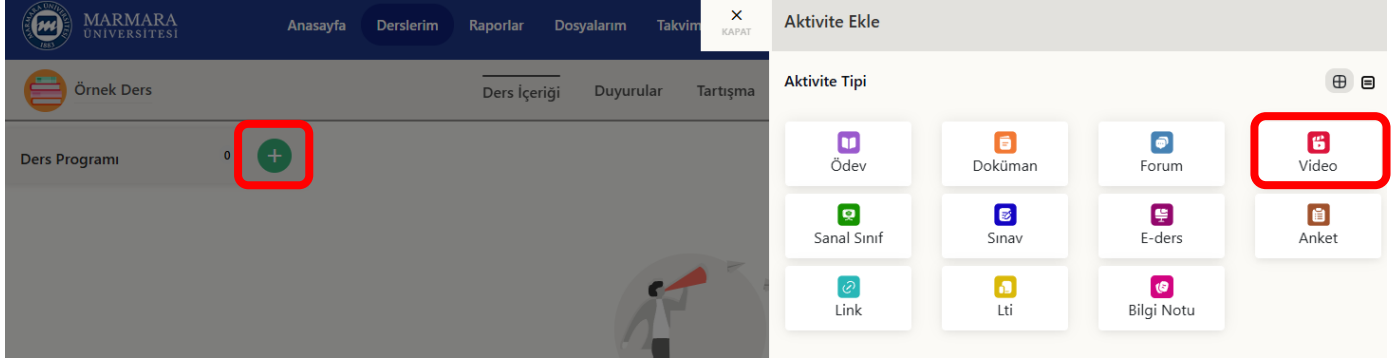 MARMARA
ÜNİVERSİTESİ
1883
Anasayfa Derslerim Raporlar Dosyalarım Takvim
KAPAT
Aktivite Ekle
Örnek Ders
Ders İçeriği Duyurular Tartışma
Aktivite Tipi
Ders Programı 0
Ödev Doküman Forum Video
Sanal Sınıf Sınav E-ders Anket
Link Lti Bilgi Notu